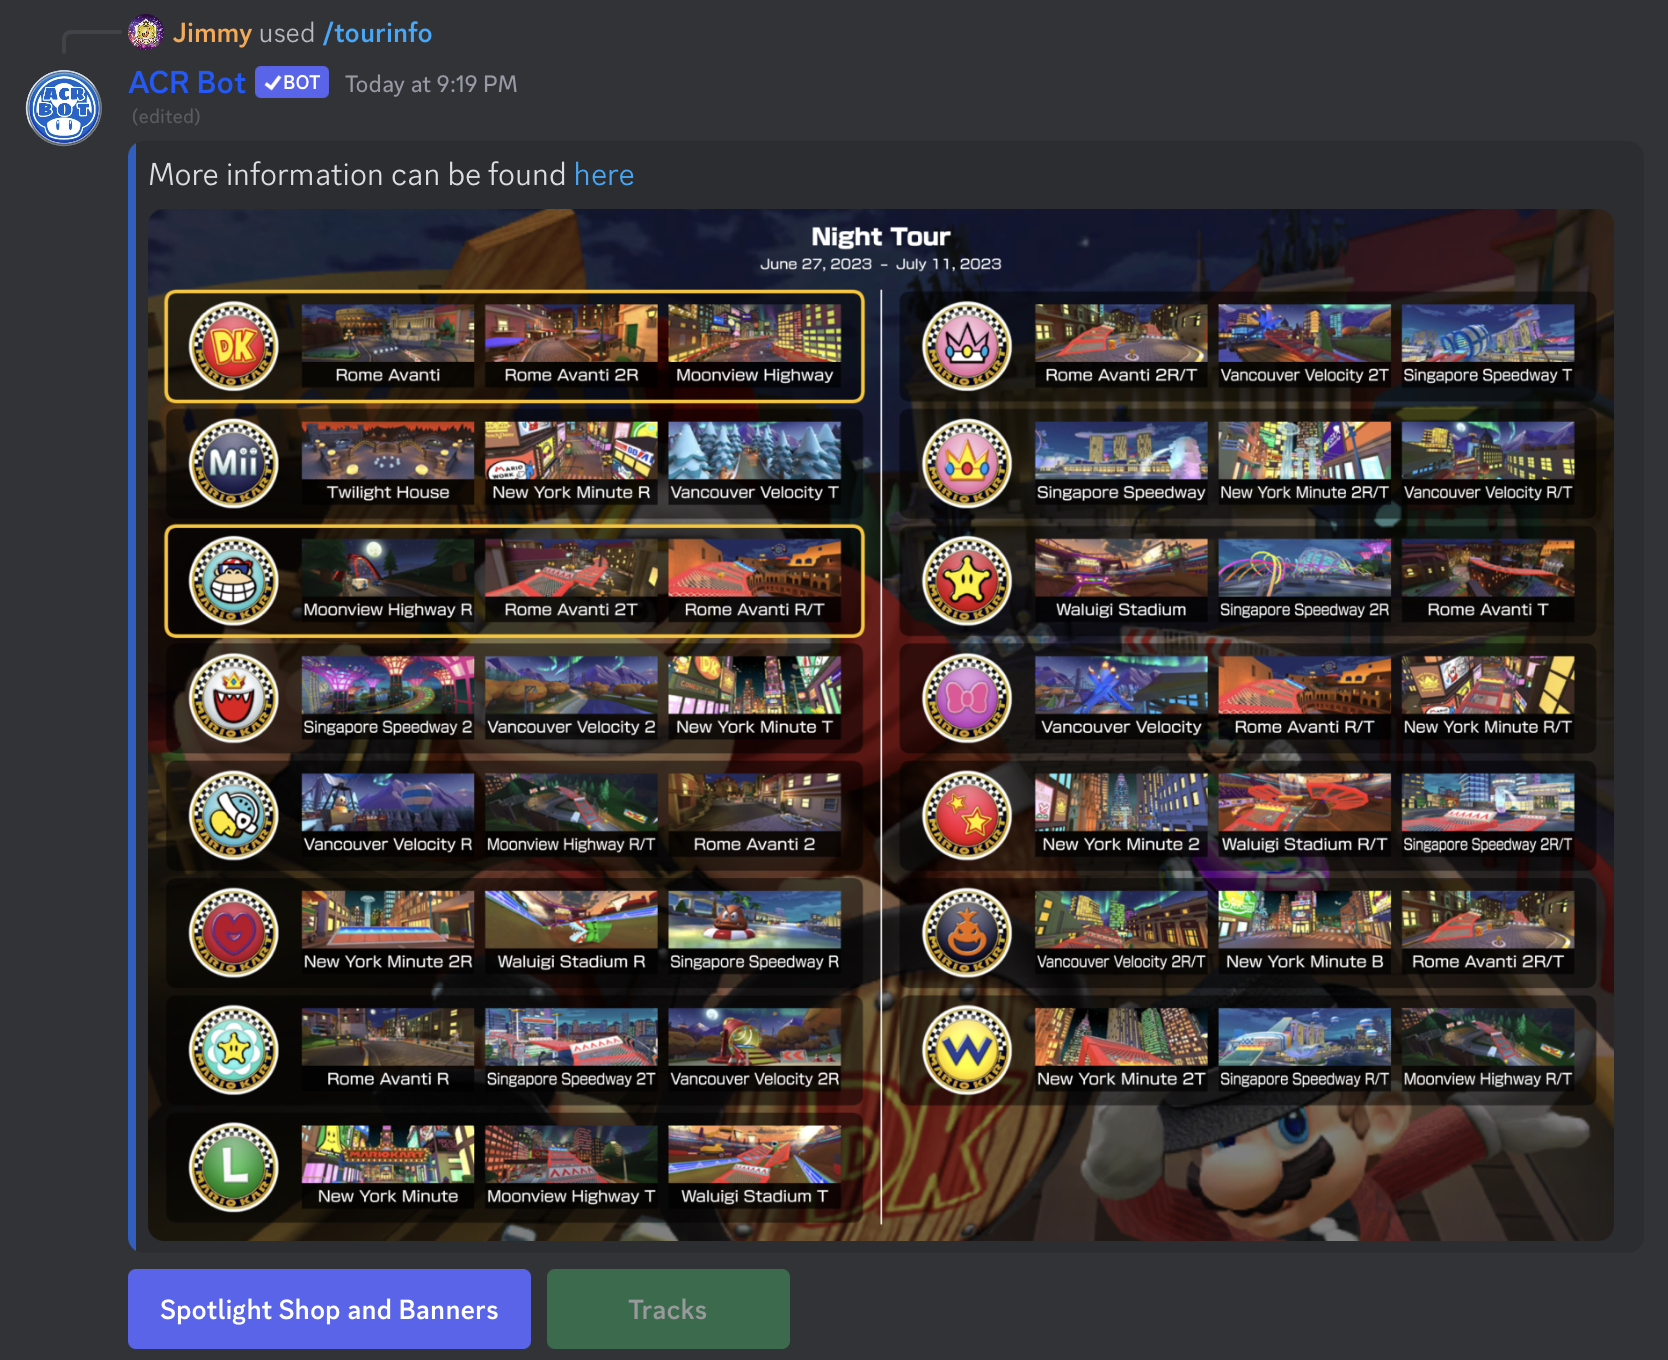 Jimmy used /tourinfo
ACR Bot ✓BOT Today at 9:19 PM
ACR
BOT
(edited)
More information can be found here
Night Tour
June 27, 2023 - July 11, 2023
DK
MARIO KART
Rome Avanti
Rome Avanti 2R
Moonview Highway
Mii
MARIO KART
Twilight House
New York Minute R
Vancouver Velocity T
MARIO KART
Moonview Highway R
Rome Avanti 2T
Rome Avanti R/T
MARIO KART
Singapore Speedway 2
Vancouver Velocity 2
New York Minute T
MARIO KART
Vancouver Velocity R
Moonview Highway R/T
Rome Avanti 2
MARIO KART
New York Minute 2R
Waluigi Stadium R
Singapore Speedway R
MARIO KART
Rome Avanti R
Singapore Speedway 2T
Vancouver Velocity 2R
L
MARIO KART
New York Minute
Moonview Highway T
Waluigi Stadium T
MARIO KART
Rome Avanti 2R/T
Vancouver Velocity 2T
Singapore Speedway T
MARIO KART
Singapore Speedway
New York Minute 2R/T
Vancouver Velocity R/T
MARIO KART
Waluigi Stadium
Singapore Speedway 2R
Rome Avanti T
MARIO KART
Vancouver Velocity
Rome Avanti R/T
New York Minute R/T
MARIO KART
New York Minute 2
Waluigi Stadium R/T
Singapore Speedway 2R/T
MARIO KART
Vancouver Velocity 2R/T
New York Minute B
Rome Avanti 2R/T
W
MARIO KART
New York Minute 2T
Singapore Speedway R/T
Moonview Highway R/T
DK
Spotlight Shop and Banners
Tracks